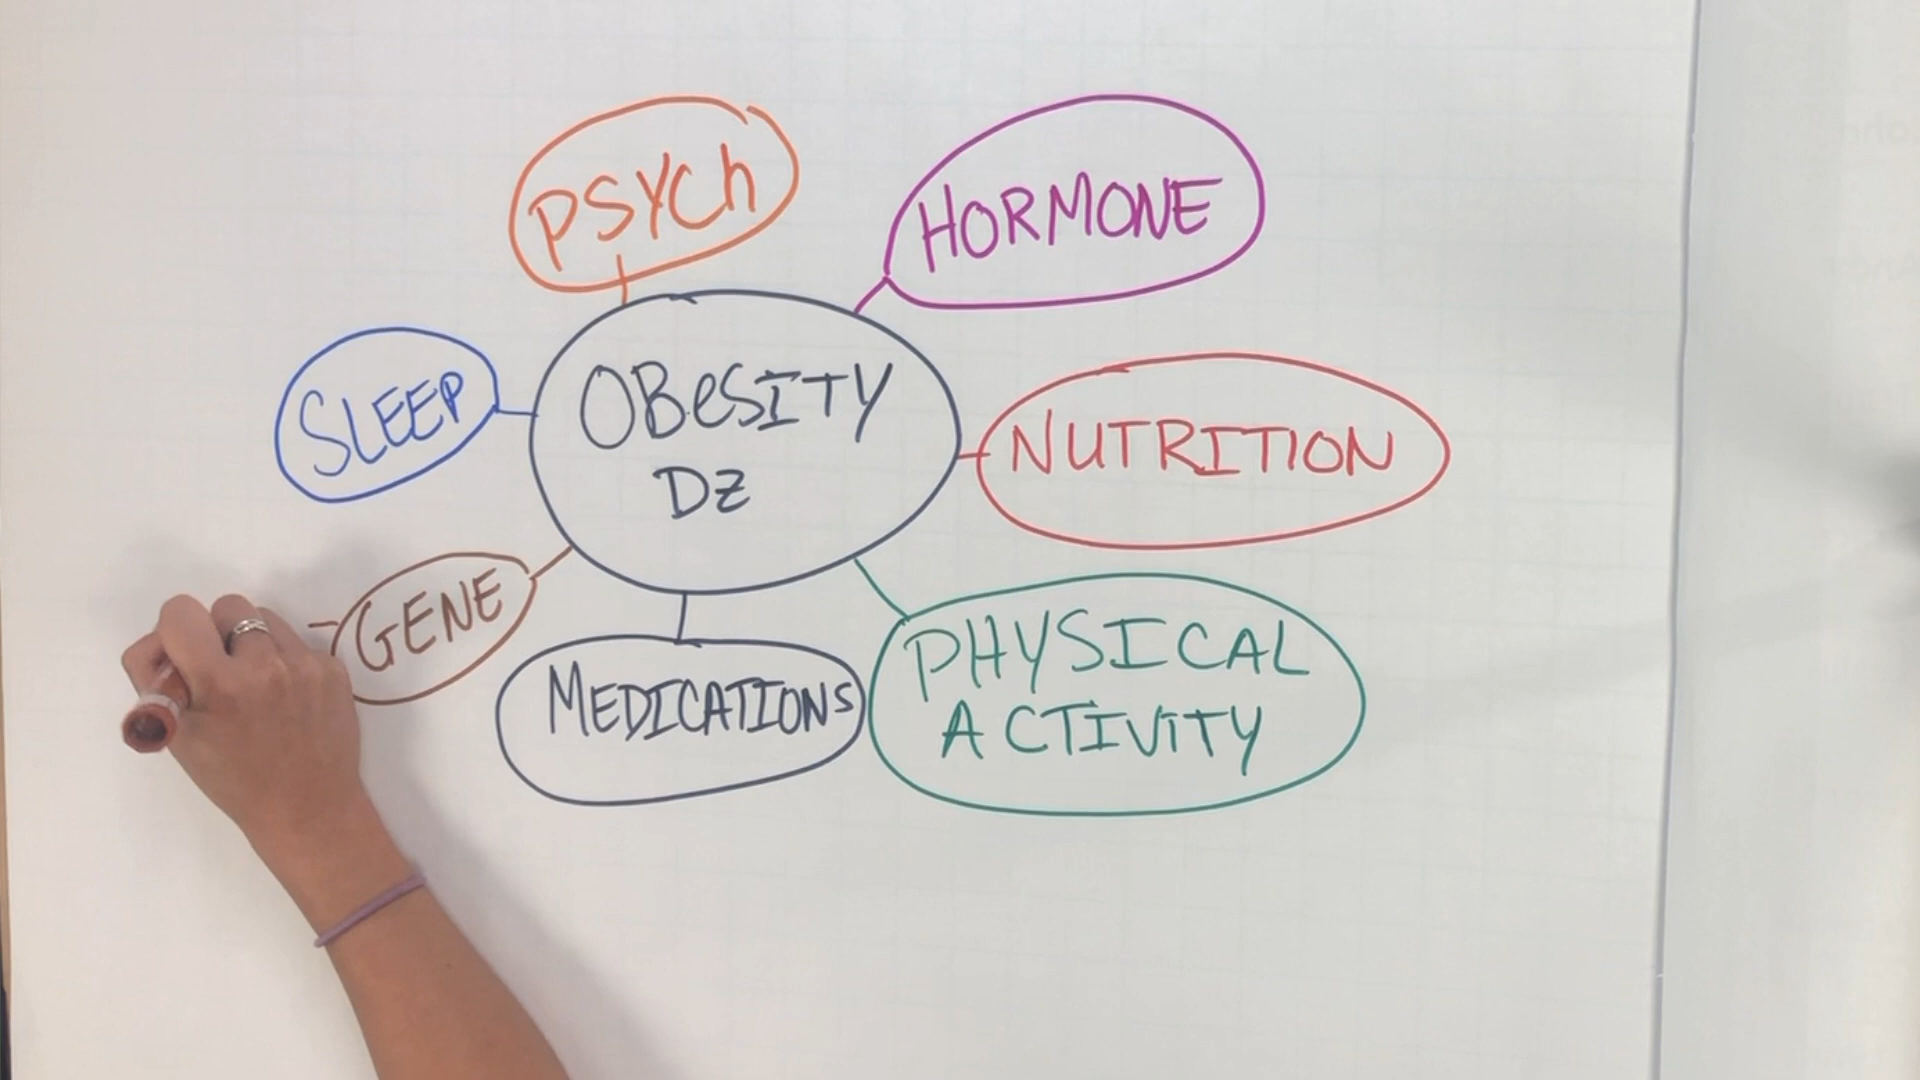 PSYCh
HORMONE
SLEEP
OBeSITY
DZ
NUTRITION
GENE
MEDICATIONS
PHYSICAL
ACTIVITY